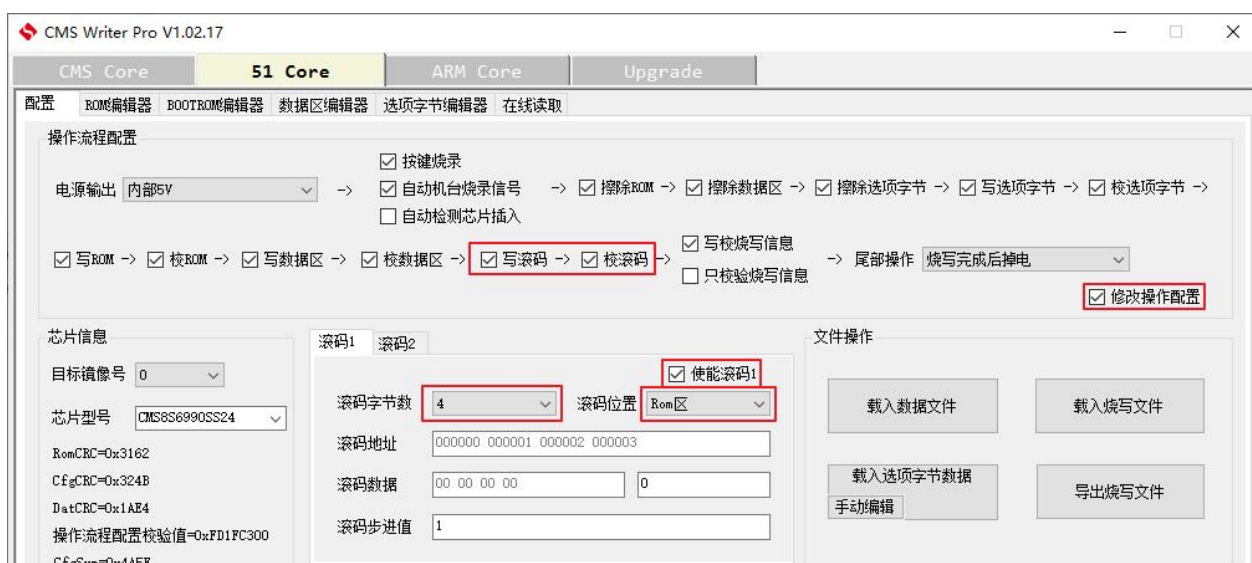 CMS Writer Pro V1.02.17
CMS Core 51 Core ARM Core Upgrade
配置 ROM编辑器 BOOTROM编辑器 数据区编辑器 选项字节编辑器 在线读取
操作流程配置
按键烧录
电源输出 内部5V -> 自动机台烧录信号 -> 擦除ROM -> 擦除数据区 -> 擦除选项字节 -> 写选项字节 -> 校选项字节 ->
自动检测芯片插入
写校烧写信息
写ROM -> 校ROM -> 写数据区 -> 校数据区 -> 写滚码 -> 校滚码 -> -> 尾部操作 烧写完成后掉电
只校验烧写信息
修改操作配置
芯片信息
目标镜像号 0
芯片型号 CMS8S6990SS24
RomCRC=0x3162
CfgCRC=0x324B
DatCRC=0x1AE4
操作流程配置校验值=0xFD1FC300
滚码1 滚码2
使能滚码1
滚码字节数 4 滚码位置 Rom区
滚码地址 000000 000001 000002 000003
滚码数据 00 00 00 00 0
滚码步进值 1
文件操作
载入数据文件 载入烧写文件
载入选项字节数据 导出烧写文件
手动编辑